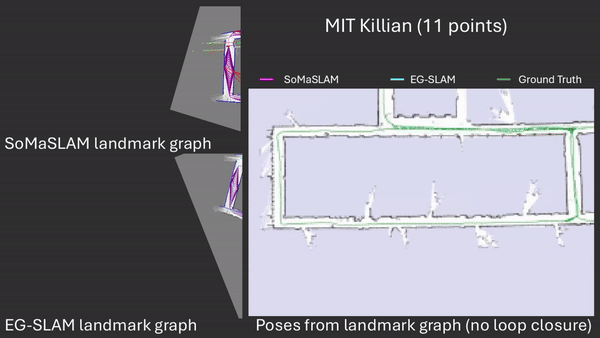 MIT Killian (11 points)
SoMaSLAM
EG-SLAM
Ground Truth
SoMaSLAM landmark graph
EG-SLAM landmark graph
Poses from landmark graph (no loop closure)